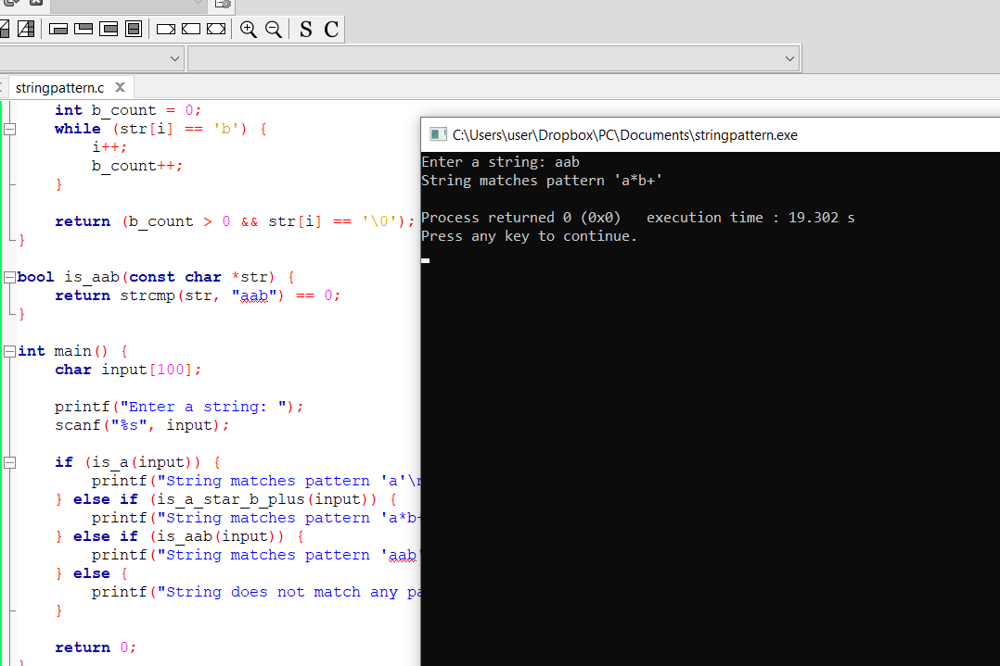 S C
stringpattern.c
int b_count = 0;
while (str[i] == 'b') {
i++;
b_count++;
}
return (b_count > 0 && str[i] == '\0');
}
bool is_aab(const char *str) {
return strcmp(str, "aab") == 0;
}
int main() {
char input[100];
printf("Enter a string: ");
scanf("%s", input);
if (is_a(input)) {
printf("String matches pattern 'a'\
} else if (is_a_star_b_plus(input)) {
printf("String matches pattern 'a*b+
} else if (is_aab(input)) {
printf("String matches pattern 'aab'
} else {
printf("String does not match any pa
}
return 0;
}
C:\Users\user\Dropbox\PC\Documents\stringpattern.exe
Enter a string: aab
String matches pattern 'a*b+'
Process returned 0 (0x0)   execution time : 19.302 s
Press any key to continue.